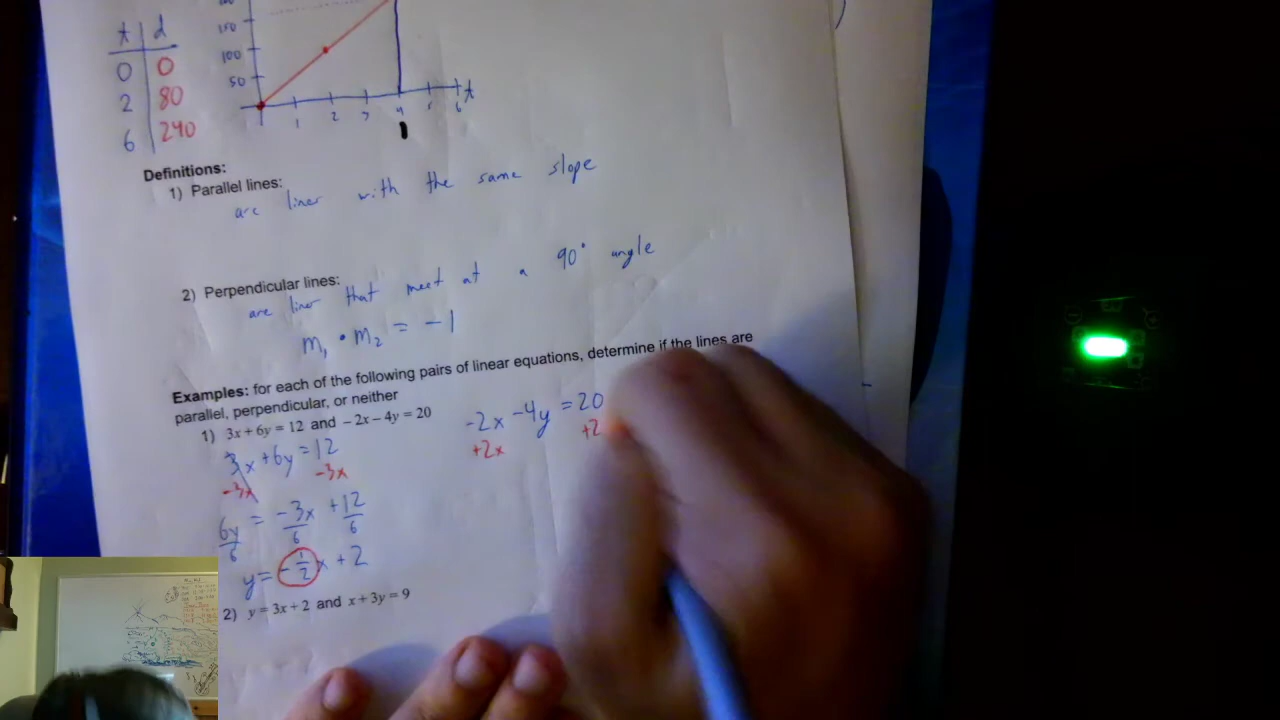 t d
0 0
2 80
6 240
150
100
50
1 2 3 4 5 6 t
Definitions:
1) Parallel lines:
are liner with the same slope
2) Perpendicular lines:
are liner that meet at a 90° angle
m₁ • m₂ = -1
Examples: for each of the following pairs of linear equations, determine if the lines are
parallel, perpendicular, or neither
1) 3x + 6y = 12 and - 2x - 4y = 20
3x + 6y = 12
-3x -3x
6y/6 = -3x/6 + 12/6
y = -1/2 x + 2
-2x - 4y = 20
+2x +2
2) y = 3x + 2 and x + 3y = 9